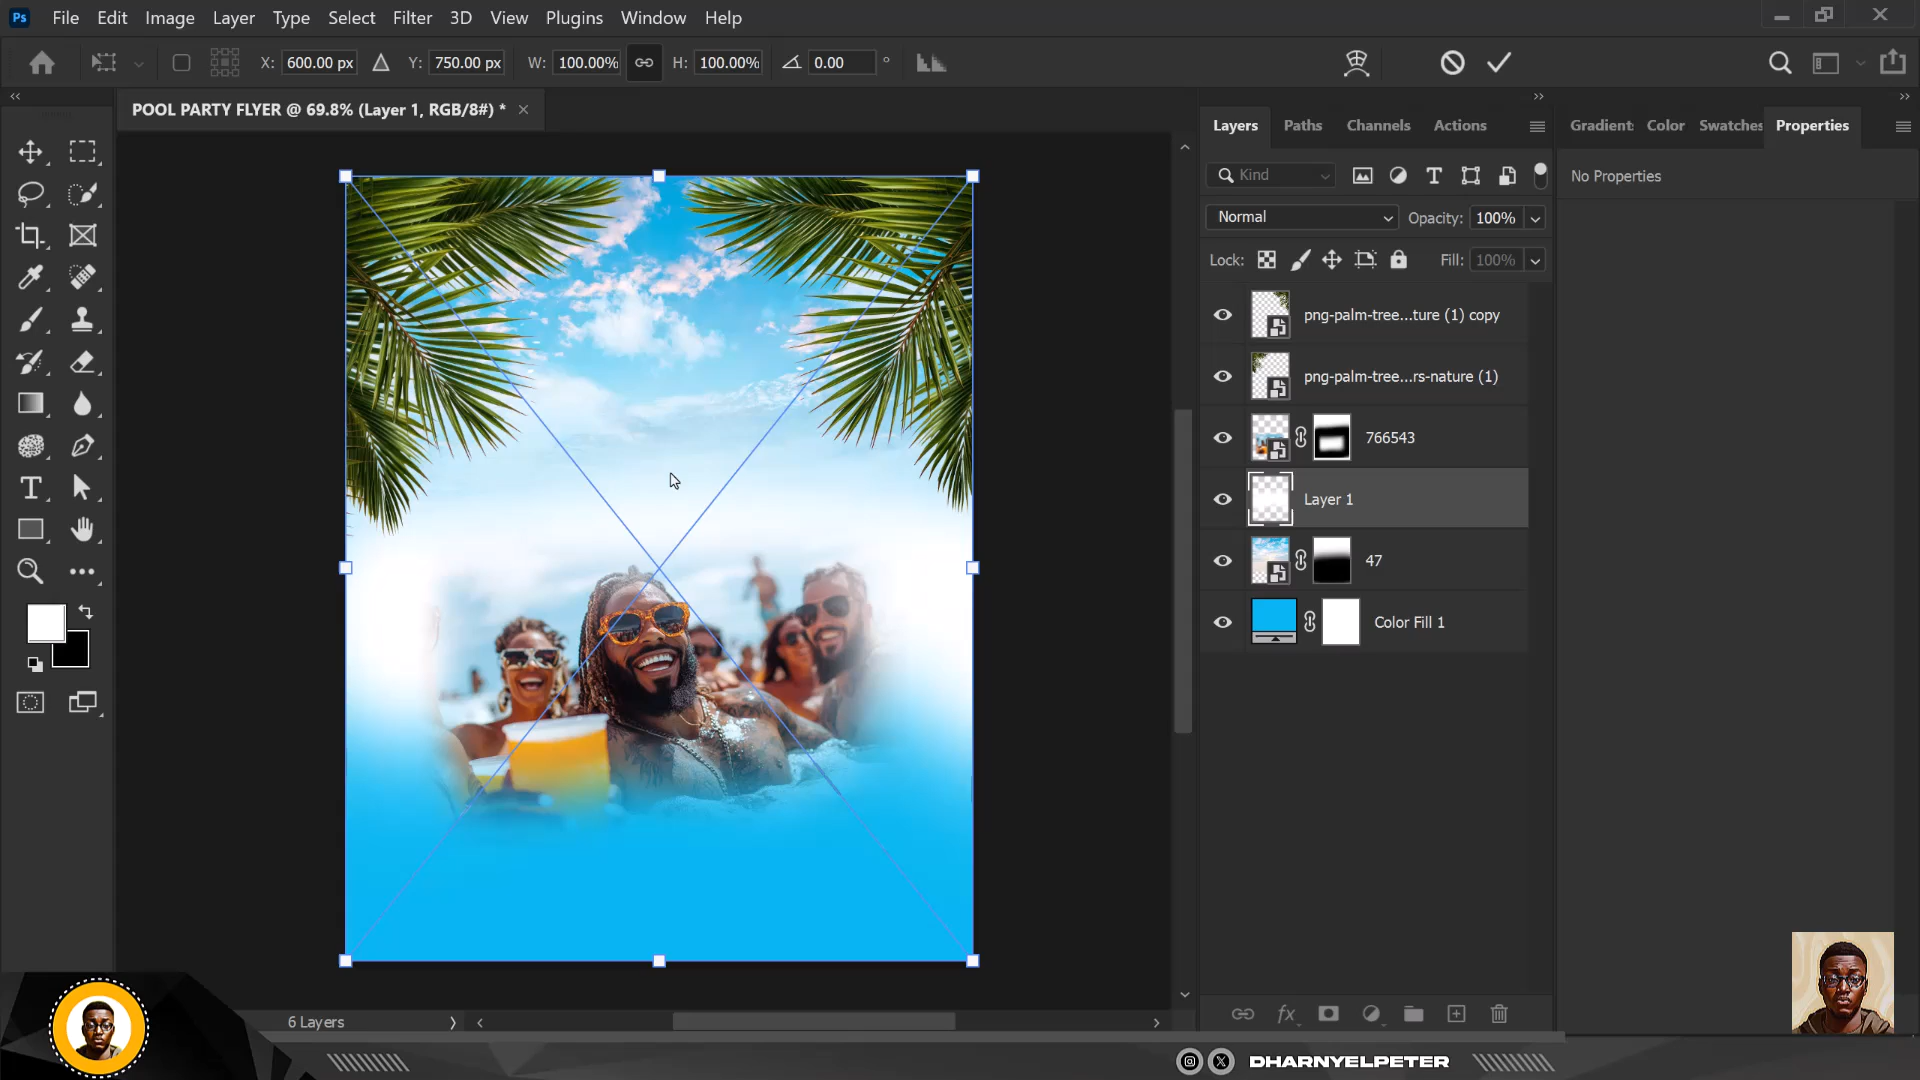 Ps File Edit Image Layer Type Select Filter 3D View Plugins Window Help
X: 600.00 px Y: 750.00 px W: 100.00% H: 100.00% 0.00 °
POOL PARTY FLYER @ 69.8% (Layer 1, RGB/8#) * ×
Layers Paths Channels Actions
Gradient: Color Swatches Properties
Kind
No Properties
Normal Opacity: 100%
Lock: Fill: 100%
png-palm-tree...ture (1) copy
png-palm-tree...rs-nature (1)
766543
Layer 1
47
Color Fill 1
6 Layers
fx
DHARNYELPETER